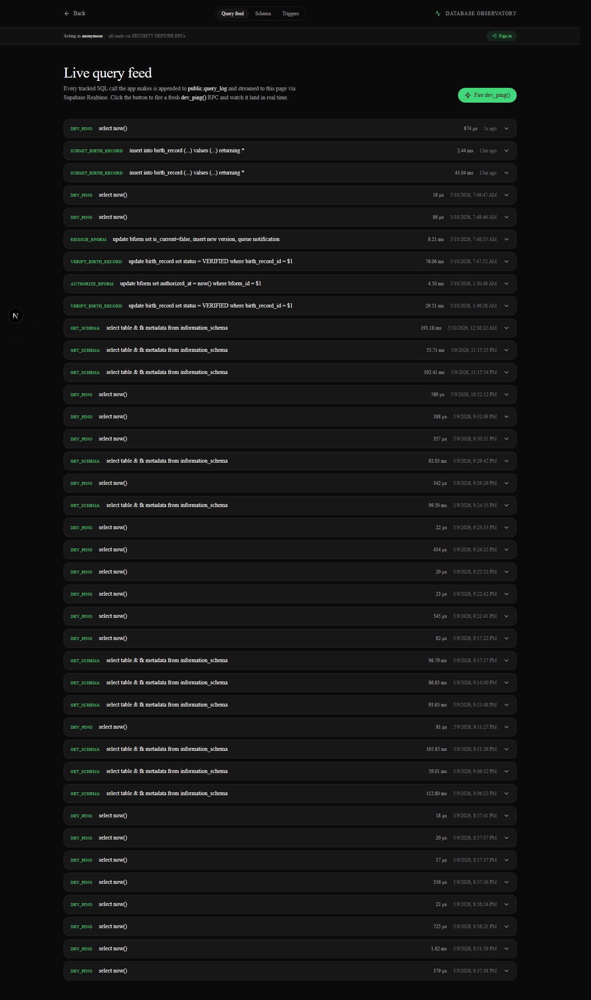 Back
Query feed Schema Triggers
DATABASE OBSERVATORY
Acting as anonymous · all reads via SECURITY DEFINER RPCs
Sign in
Live query feed
Every tracked SQL call the app makes is appended to public.query_log and streamed to this page via
Supabase Realtime. Click the button to fire a fresh dev_ping() RPC and watch it land in real time.
Fire dev_ping()
DEV_PING select now() 874 µs 1s ago
SUBMIT_BIRTH_RECORD insert into birth_record (...) values (...) returning * 2.44 ms 13m ago
SUBMIT_BIRTH_RECORD insert into birth_record (...) values (...) returning * 43.04 ms 13m ago
DEV_PING select now() 18 µs 5/10/2026, 7:48:47 AM
DEV_PING select now() 86 µs 5/10/2026, 7:48:46 AM
REISSUE_BFORM update bform set is_current=false, insert new version, queue notification 8.21 ms 5/10/2026, 7:48:35 AM
VERIFY_BIRTH_RECORD update birth_record set status = VERIFIED where birth_record_id = $1 76.06 ms 5/10/2026, 7:47:52 AM
AUTHORIZE_BFORM update bform set authorized_at = now() where bform_id = $1 4.50 ms 5/10/2026, 1:50:48 AM
VERIFY_BIRTH_RECORD update birth_record set status = VERIFIED where birth_record_id = $1 29.51 ms 5/10/2026, 1:49:58 AM
N
GET_SCHEMA select table & fk metadata from information_schema 193.18 ms 5/10/2026, 12:38:22 AM
GET_SCHEMA select table & fk metadata from information_schema 55.71 ms 5/9/2026, 11:15:55 PM
GET_SCHEMA select table & fk metadata from information_schema 192.41 ms 5/9/2026, 11:15:54 PM
DEV_PING select now() 769 µs 5/9/2026, 10:52:12 PM
DEV_PING select now() 388 µs 5/9/2026, 9:32:09 PM
DEV_PING select now() 357 µs 5/9/2026, 9:30:31 PM
GET_SCHEMA select table & fk metadata from information_schema 92.03 ms 5/9/2026, 9:29:42 PM
DEV_PING select now() 342 µs 5/9/2026, 9:29:26 PM
GET_SCHEMA select table & fk metadata from information_schema 99.50 ms 5/9/2026, 9:24:35 PM
DEV_PING select now() 22 µs 5/9/2026, 9:24:33 PM
DEV_PING select now() 434 µs 5/9/2026, 9:24:32 PM
DEV_PING select now() 20 µs 5/9/2026, 9:22:52 PM
DEV_PING select now() 23 µs 5/9/2026, 9:22:42 PM
DEV_PING select now() 545 µs 5/9/2026, 9:22:41 PM
DEV_PING select now() 82 µs 5/9/2026, 9:17:22 PM
GET_SCHEMA select table & fk metadata from information_schema 96.79 ms 5/9/2026, 9:17:17 PM
GET_SCHEMA select table & fk metadata from information_schema 86.83 ms 5/9/2026, 9:14:00 PM
GET_SCHEMA select table & fk metadata from information_schema 93.65 ms 5/9/2026, 9:13:48 PM
DEV_PING select now() 81 µs 5/9/2026, 9:11:27 PM
GET_SCHEMA select table & fk metadata from information_schema 105.85 ms 5/9/2026, 9:11:26 PM
GET_SCHEMA select table & fk metadata from information_schema 59.01 ms 5/9/2026, 9:06:32 PM
GET_SCHEMA select table & fk metadata from information_schema 112.80 ms 5/9/2026, 9:06:32 PM
DEV_PING select now() 18 µs 5/9/2026, 8:57:41 PM
DEV_PING select now() 20 µs 5/9/2026, 8:57:37 PM
DEV_PING select now() 17 µs 5/9/2026, 8:57:37 PM
DEV_PING select now() 356 µs 5/9/2026, 8:57:36 PM
DEV_PING select now() 23 µs 5/9/2026, 8:56:24 PM
DEV_PING select now() 725 µs 5/9/2026, 8:56:21 PM
DEV_PING select now() 1.62 ms 5/9/2026, 8:51:59 PM
DEV_PING select now() 379 µs 5/9/2026, 8:37:38 PM